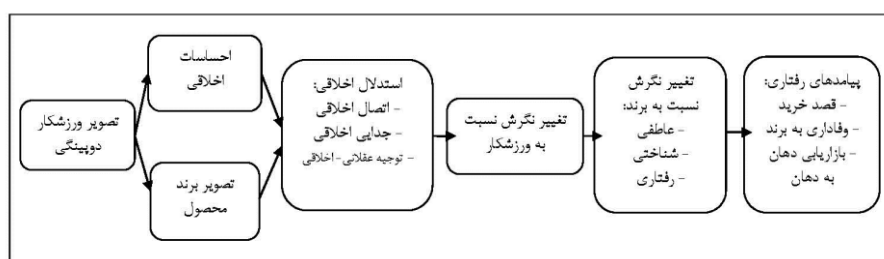 تصویر ورزشکار
دوپینگی
احساسات
اخلاقی
تصویر برند
محصول
استدلال اخلاقی:
- اتصال اخلاقی
- جدایی اخلاقی
- توجیه عقلانی-اخلاقی
تغییر نگرش نسبت
به ورزشکار
تغییر نگرش
نسبت به برند:
- عاطفی
- شناختی
- رفتاری
پیامدهای رفتاری:
- قصد خرید
- وفاداری به برند
- بازاریابی دهان
به دهان